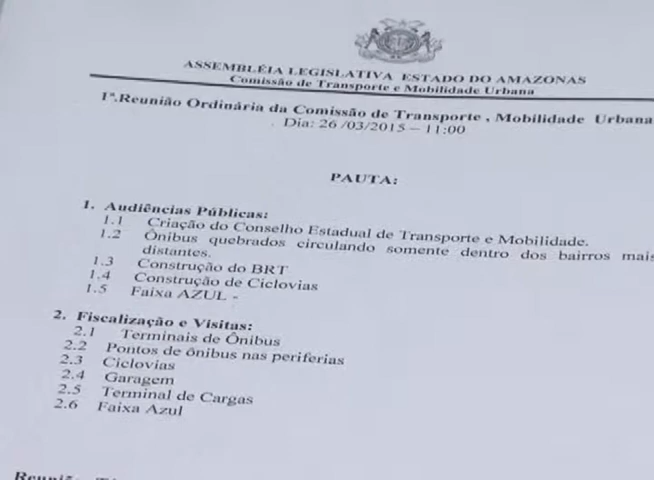 ASSEMBLÉIA LEGISLATIVA ESTADO DO AMAZONAS
Comissão de Transporte e Mobilidade Urbana
1ª.Reunião Ordinária da Comissão de Transporte , Mobilidade Urbana
Dia: 26 /03/2015 – 11:00
PAUTA:
1. Audiências Públicas:
1.1 Criação do Conselho Estadual de Transporte e Mobilidade.
1.2 Ônibus quebrados circulando somente dentro dos bairros mais
distantes.
1.3 Construção do BRT
1.4 Construção de Ciclovias
1.5 Faixa AZUL -
2. Fiscalização e Visitas:
2.1 Terminais de Ônibus
2.2 Pontos de ônibus nas periferias
2.3 Ciclovias
2.4 Garagem
2.5 Terminal de Cargas
2.6 Faixa Azul